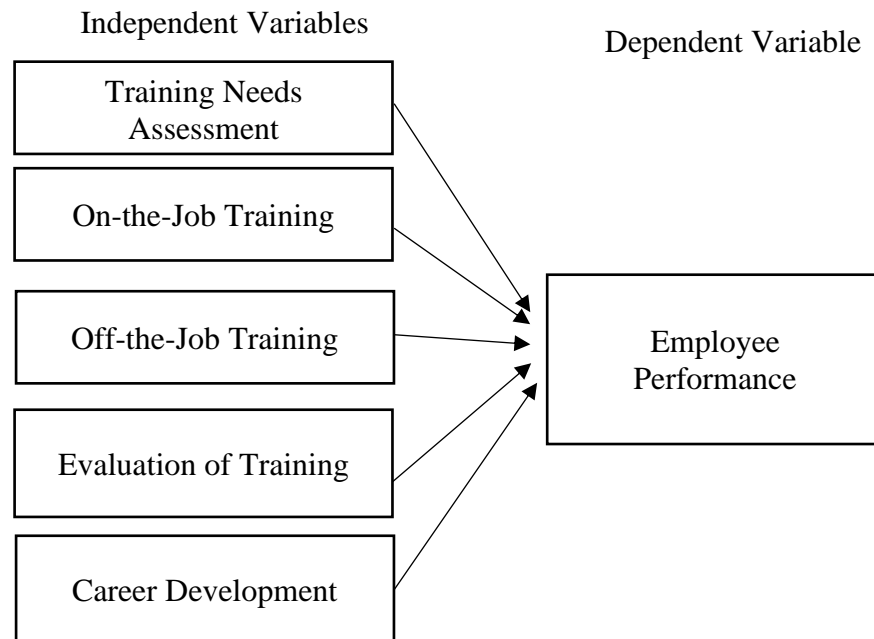 Independent Variables
Dependent Variable
Training Needs
Assessment
On-the-Job Training
Off-the-Job Training
Evaluation of Training
Career Development
Employee
Performance